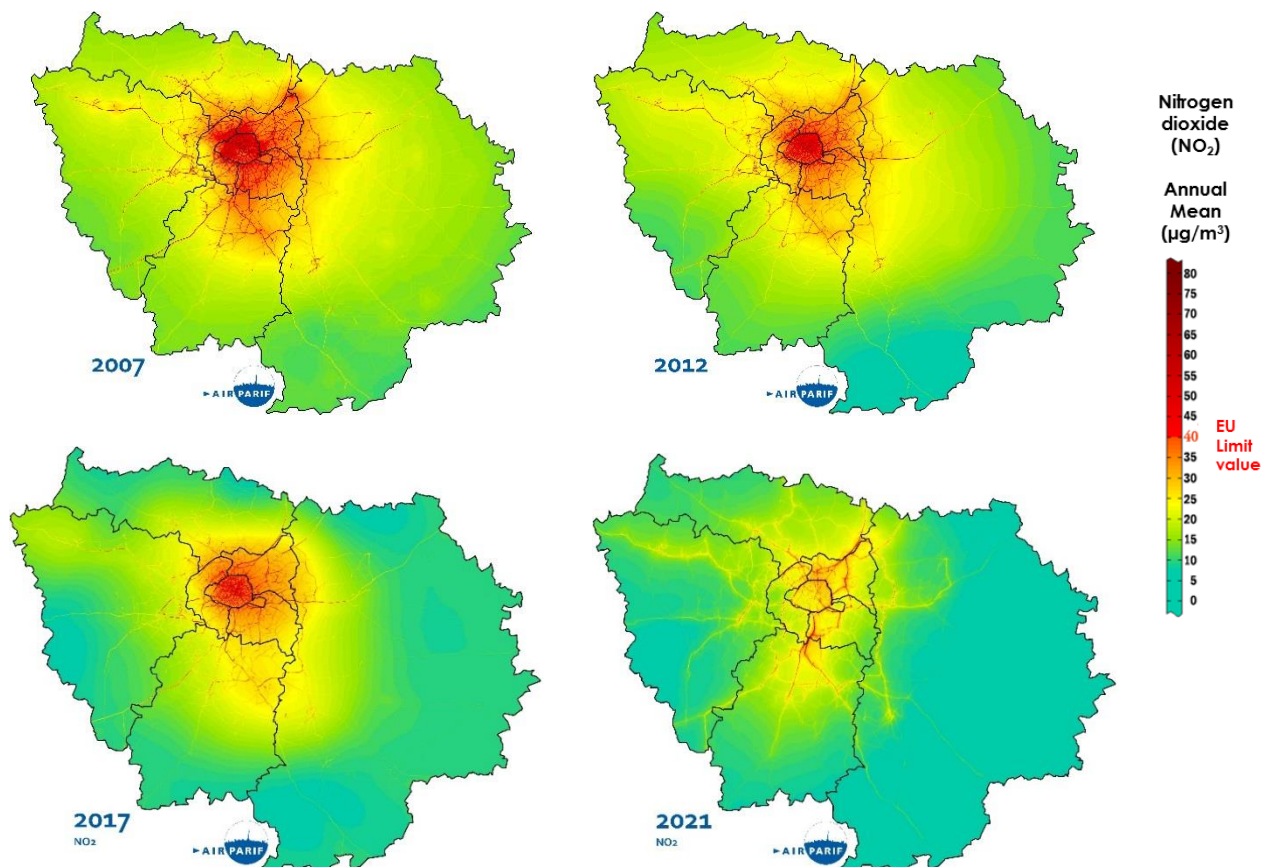 2007
AIRPARIF
2012
AIRPARIF
Nitrogen
dioxide
(NO₂)
Annual
Mean
(µg/m³)
80
75
70
65
60
55
50
45
40
35
30
25
20
15
10
5
0
EU
Limit
value
2017
NO₂
AIRPARIF
2021
NO₂
AIRPARIF